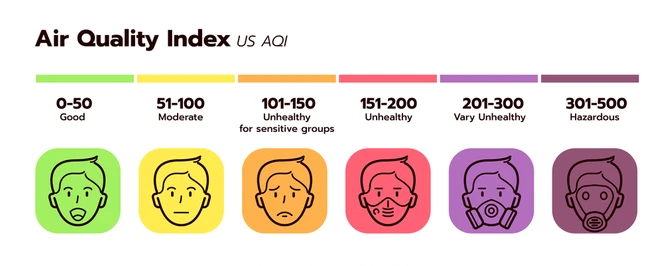 Air Quality Index US AQI
0-50
Good
51-100
Moderate
101-150
Unhealthy
for sensitive groups
151-200
Unhealthy
201-300
Vary Unhealthy
301-500
Hazardous